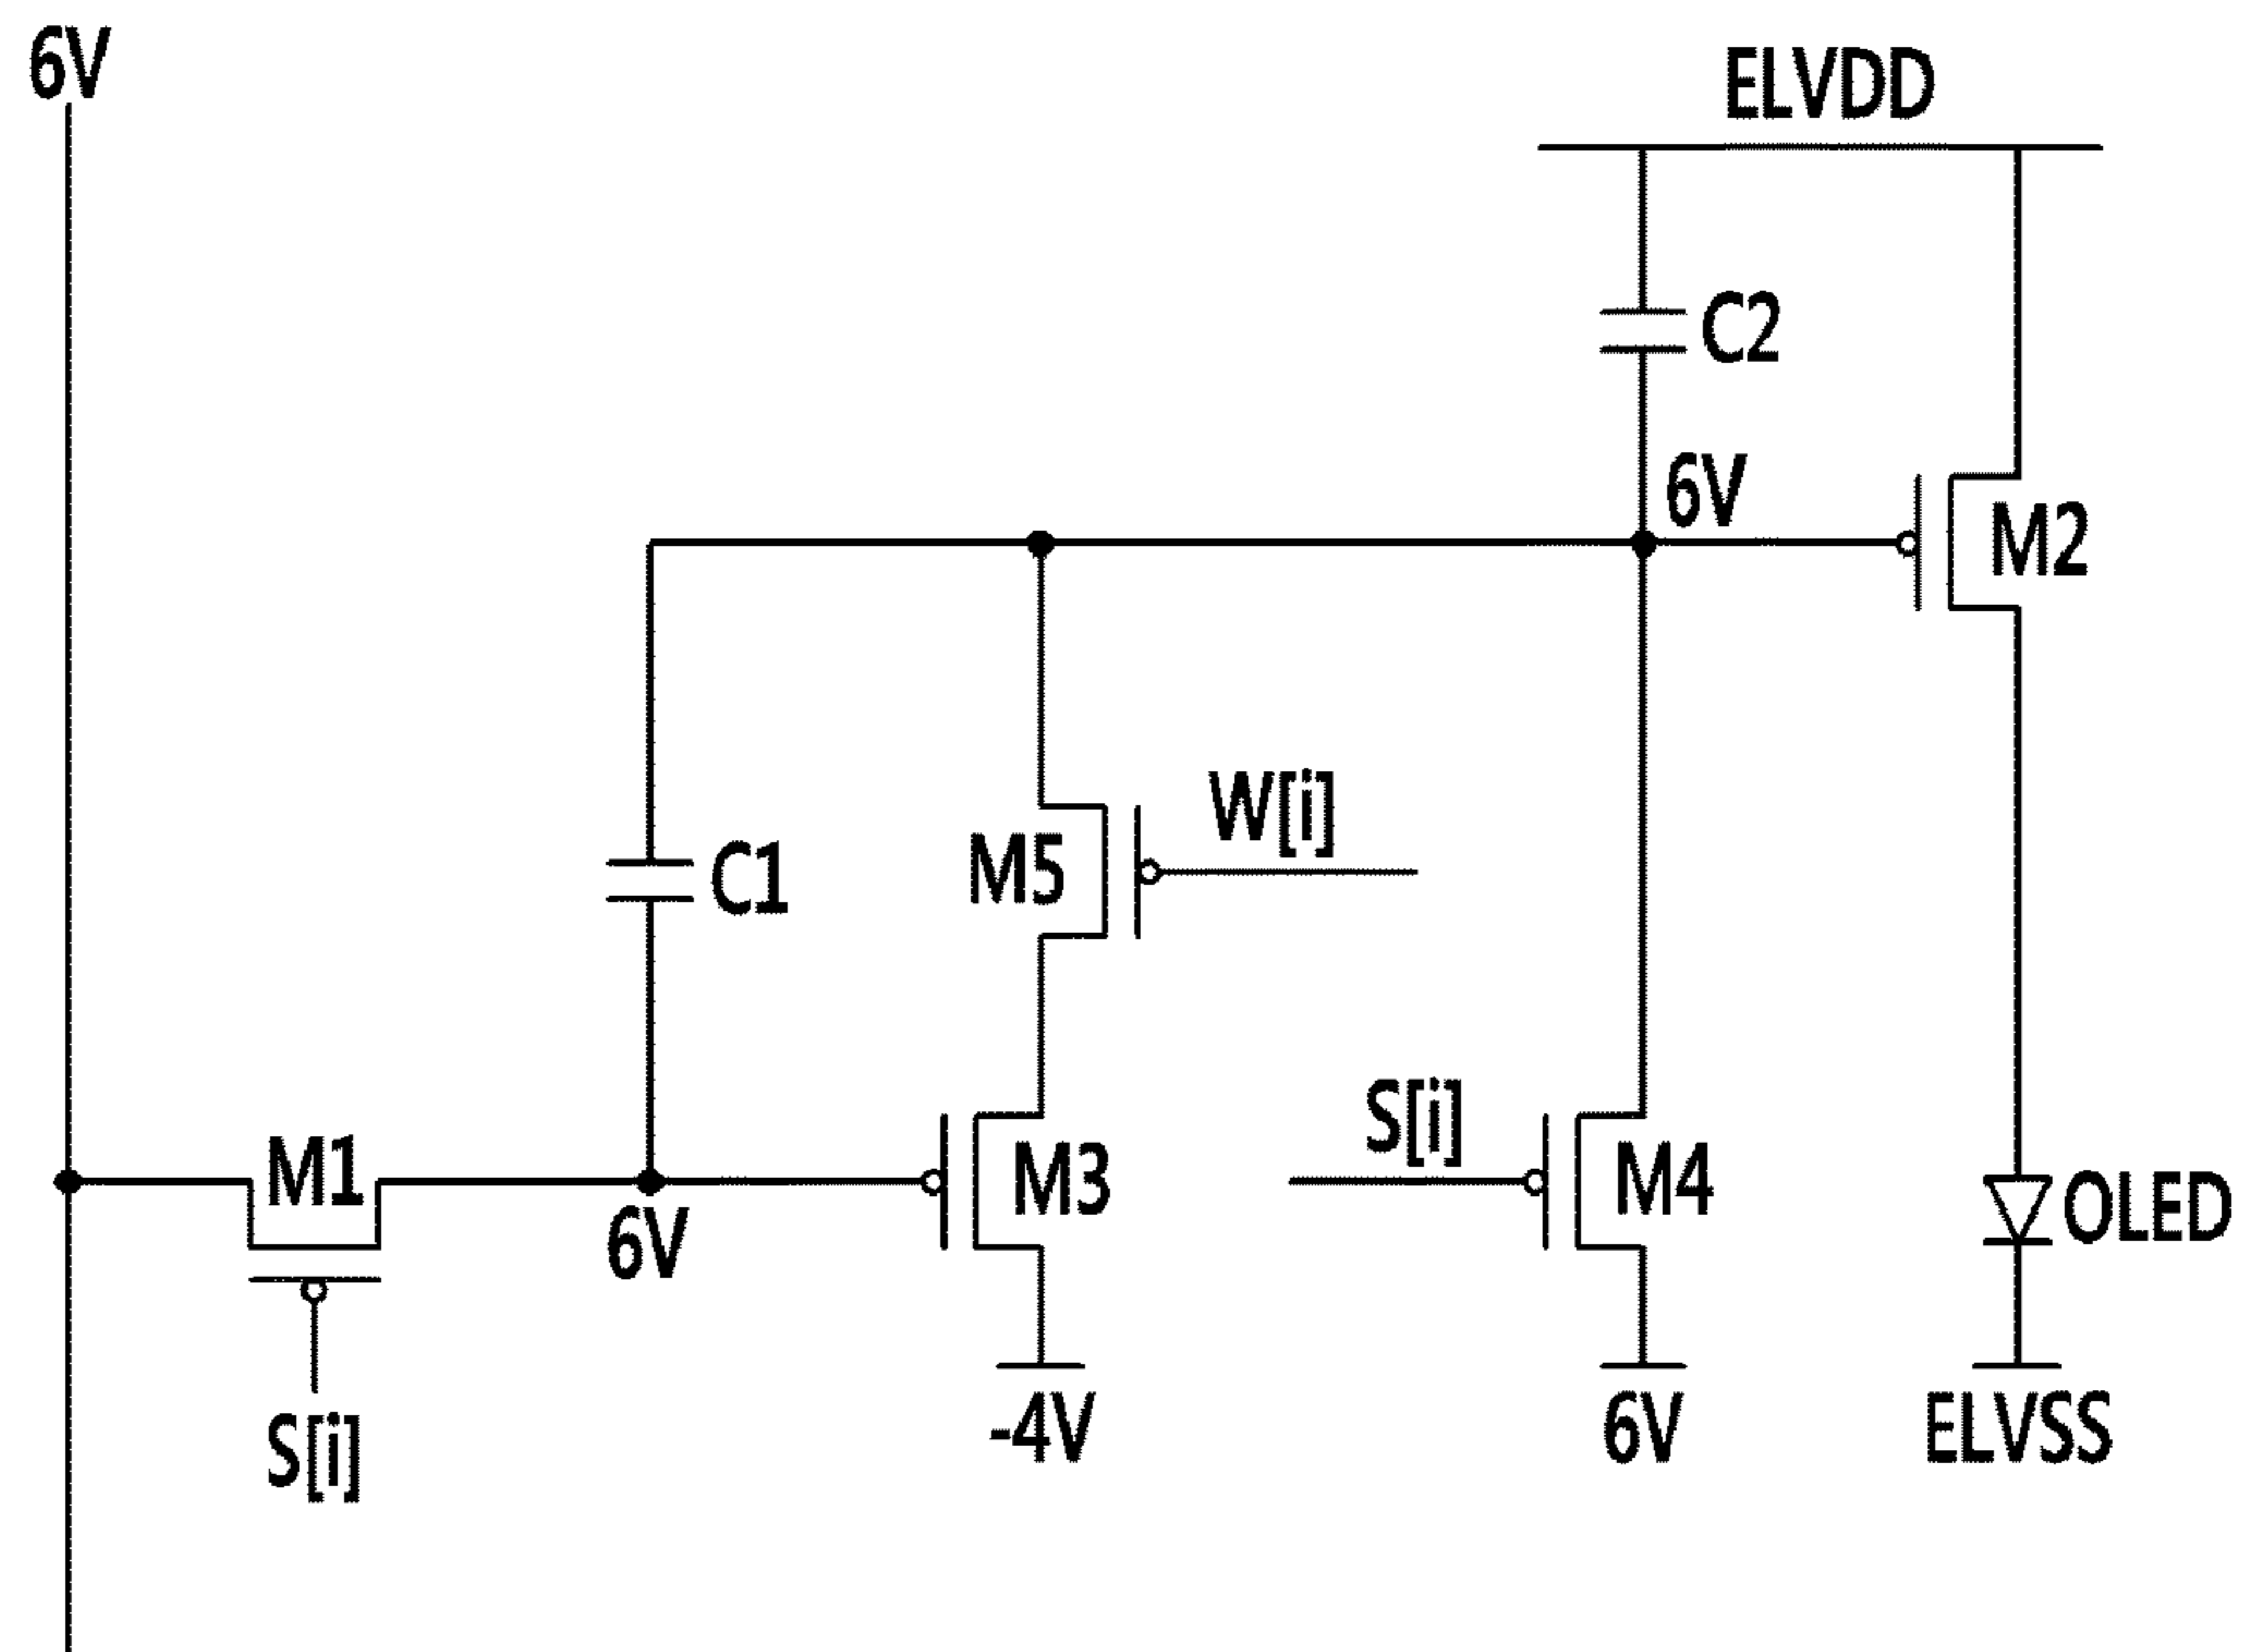 6V
ELVDD
C2
6V
M2
W[i]
M5
C1
S[i]
M1
M3
M4
OLED
6V
-4V
6V
ELVSS
S[i]